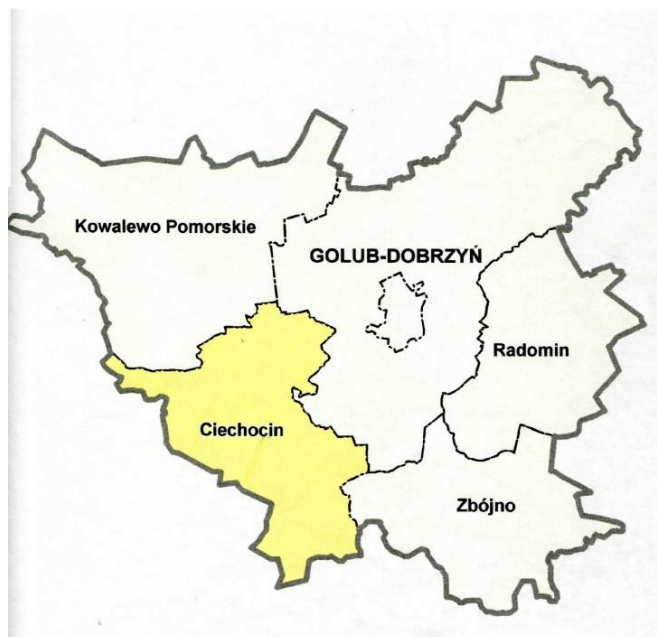 Kowalewo Pomorskie
GOLUB-DOBRZYŃ
Radomin
Ciechocin
Zbójno